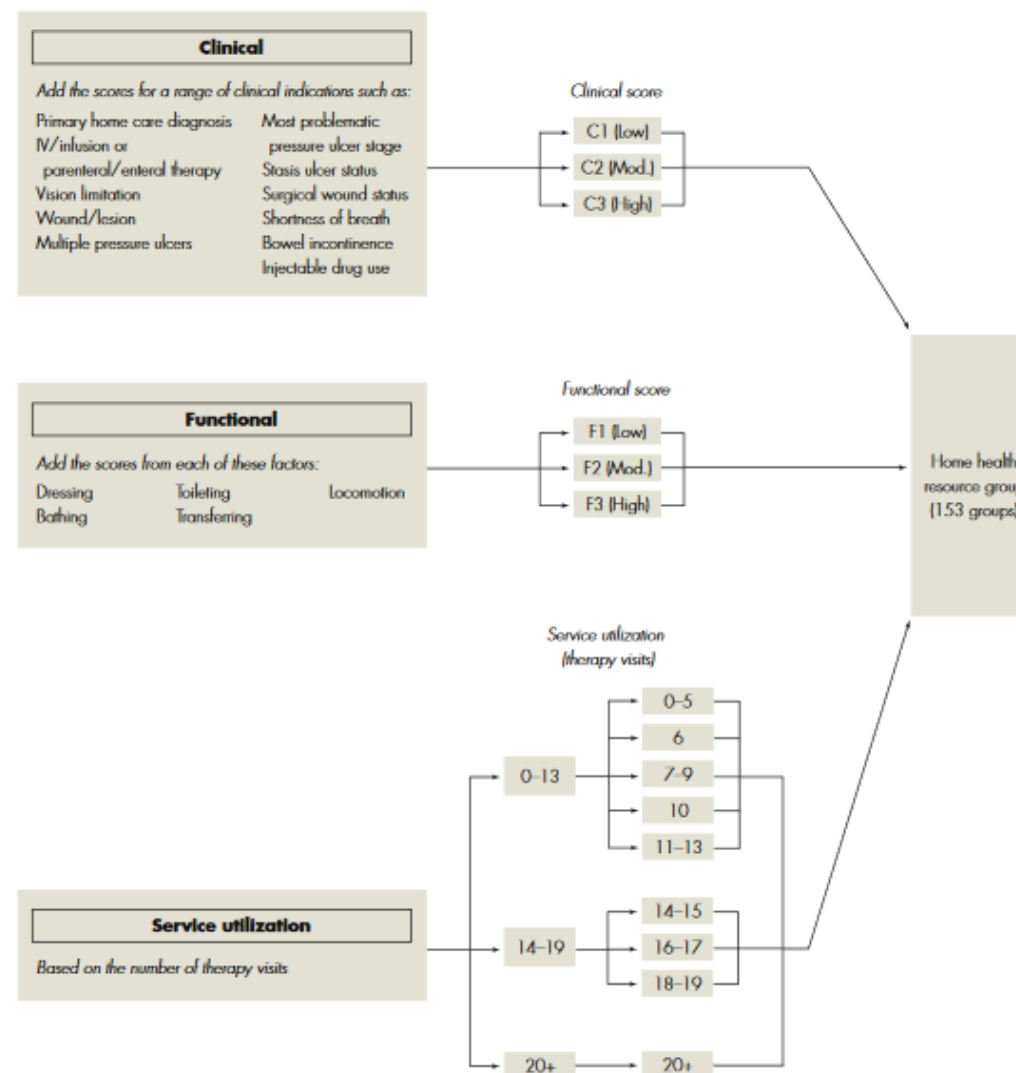 Clinical
Add the scores for a range of clinical indications such as:
Primary home care diagnosis
IV/infusion or
parenteral/enteral therapy
Vision limitation
Wound/lesion
Multiple pressure ulcers
Most problematic
pressure ulcer stage
Stasis ulcer status
Surgical wound status
Shortness of breath
Bowel incontinence
Injectable drug use
Clinical score
C1 (Low)
C2 (Mod.)
C3 (High)
Functional
Add the scores from each of these factors:
Dressing
Bathing
Toileting
Transferring
Locomotion
Functional score
F1 (Low)
F2 (Mod.)
F3 (High)
Home health
resource group
(153 groups)
Service utilization
(therapy visits)
0–5
6
0–13
7–9
10
11–13
Service utilization
Based on the number of therapy visits
14–15
14–19
16–17
18–19
20+
20+